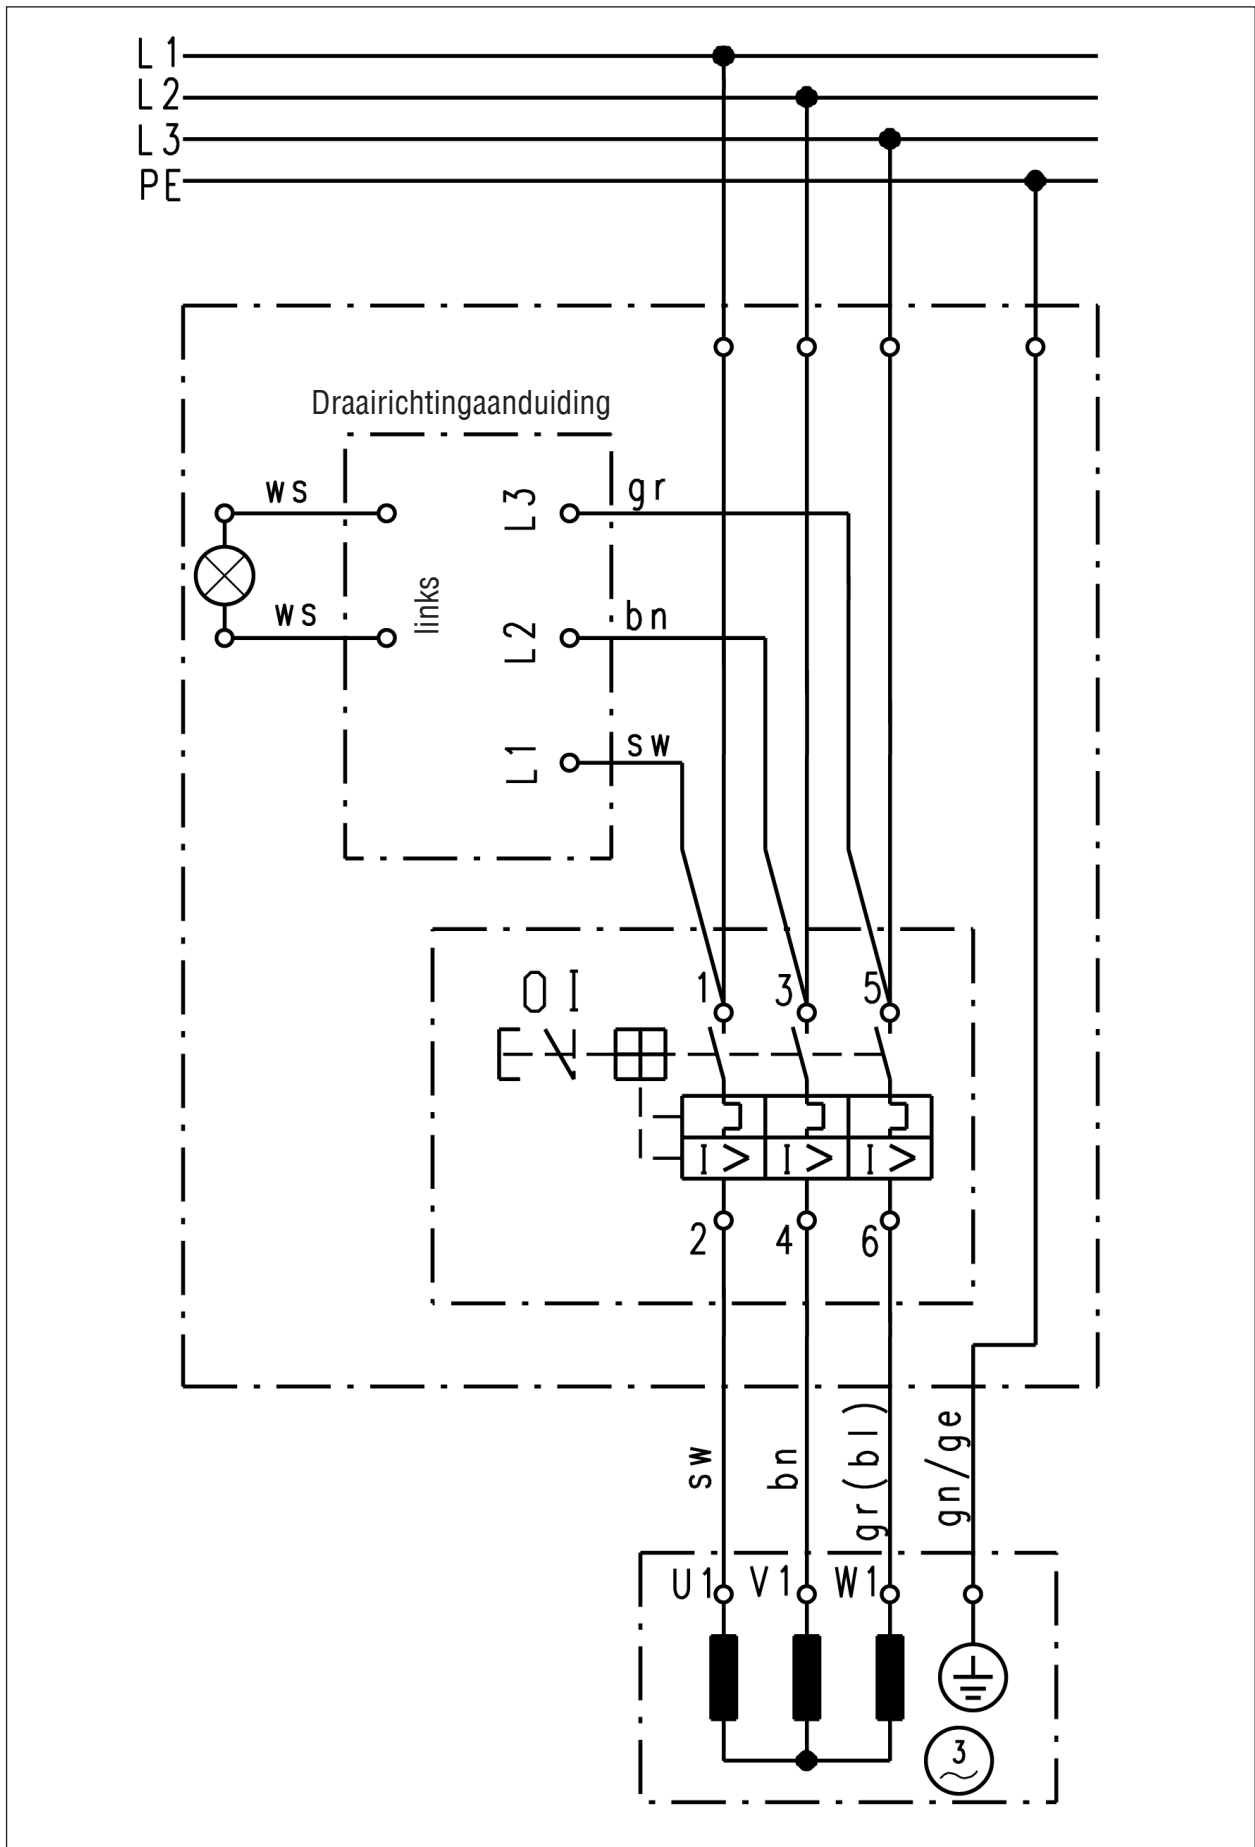 L1
L2
L3
PE
Draairichtingaanduiding
ws
L3
gr
links
ws
L2
bn
L1
sw
0 I
1
3
5
I >
I >
I >
2
4
6
sw
bn
gr(bl)
gn/ge
U1
V1
W1
3
~